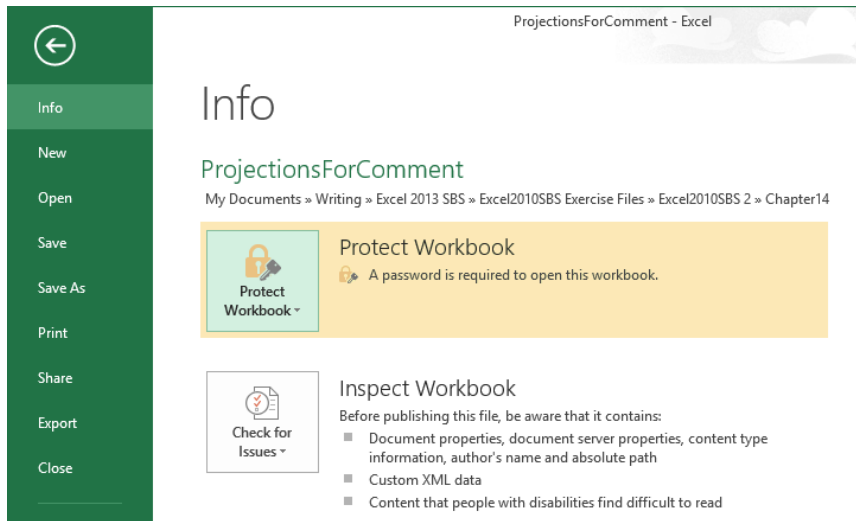 ProjectionsForComment - Excel
Info
New
Open
Save
Save As
Print
Share
Export
Close
Info
ProjectionsForComment
My Documents » Writing » Excel 2013 SBS » Excel2010SBS Exercise Files » Excel2010SBS 2 » Chapter14
Protect
Workbook
Protect Workbook
A password is required to open this workbook.
Check for
Issues
Inspect Workbook
Before publishing this file, be aware that it contains:
Document properties, document server properties, content type
information, author's name and absolute path
Custom XML data
Content that people with disabilities find difficult to read